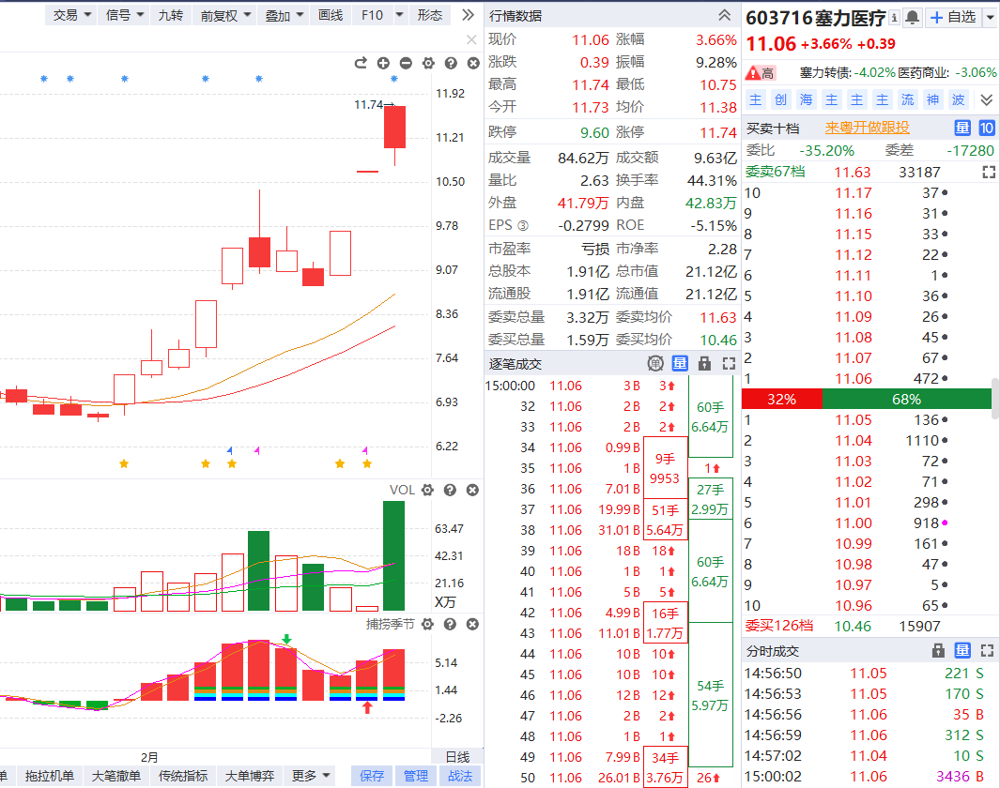 交易 信号 九转 前复权 叠加 画线 F10 形态
11.92
11.74
11.21
10.50
9.78
9.07
8.36
7.64
6.93
6.22
VOL
63.47
42.31
21.16
X万
捕捞季节
5.14
1.44
-2.26
2月 日线
单 拖拉机单 大笔撤单 传统指标 大单博弈 更多 保存 管理 战法
行情数据
现价 11.06 涨幅 3.66%
涨跌 0.39 振幅 9.28%
最高 11.74 最低 10.75
今开 11.73 均价 11.38
跌停 9.60 涨停 11.74
成交量 84.62万 成交额 9.63亿
量比 2.63 换手率 44.31%
外盘 41.79万 内盘 42.83万
EPS ③ -0.2799 ROE -5.15%
市盈率 亏损 市净率 2.28
总股本 1.91亿 总市值 21.12亿
流通股 1.91亿 流通值 21.12亿
委卖总量 3.32万 委卖均价 11.63
委买总量 1.59万 委买均价 10.46
逐笔成交 单 量
15:00:00 11.06 3 B 3
32 11.06 2 B 2 60手
33 11.06 2 B 2 6.64万
34 11.06 0.99 B 9手
35 11.06 1 B 9953 1
36 11.06 7.01 B 27手
37 11.06 19.99 B 51手 2.99万
38 11.06 31.01 B 5.64万
39 11.06 18 B 18 60手
40 11.06 1 B 1 6.64万
41 11.06 5 B 5
42 11.06 4.99 B 16手
43 11.06 11.01 B 1.77万
44 11.06 10 B 10
45 11.06 10 B 10 54手
46 11.06 12 B 12 5.97万
47 11.06 2 B 2
48 11.06 1 B 1
49 11.06 7.99 B 34手
50 11.06 26.01 B 3.76万 26
603716 塞力医疗 自选
11.06 +3.66% +0.39
高 塞力转债: -4.02% 医药商业: -3.06%
主 创 海 主 主 主 流 神 波
买卖十档 来粤开做跟投 量 10
委比 -35.20% 委差 -17280
委卖67档 11.63 33187
10 11.17 37
9 11.16 31
8 11.15 33
7 11.12 22
6 11.11 1
5 11.10 36
4 11.09 26
3 11.08 45
2 11.07 67
1 11.06 472
32% 68%
1 11.05 136
2 11.04 1110
3 11.03 72
4 11.02 71
5 11.01 298
6 11.00 918
7 10.99 161
8 10.98 47
9 10.97 5
10 10.96 65
委买126档 10.46 15907
分时成交 量
14:56:50 11.05 221 S
14:56:53 11.05 170 S
14:56:56 11.06 35 B
14:56:59 11.06 312 S
14:57:02 11.04 10 S
15:00:02 11.06 3436 B